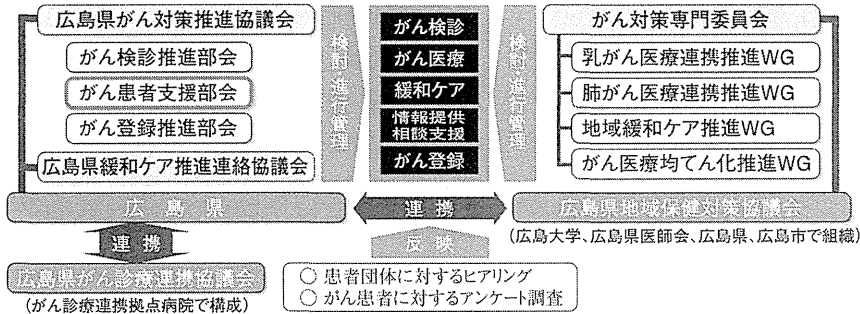 広島県がん対策推進協議会
がん検診推進部会
がん患者支援部会
がん登録推進部会
広島県緩和ケア推進連絡協議会
検討・進行管理
がん検診
がん医療
緩和ケア
情報提供
相談支援
がん登録
検討・進行管理
がん対策専門委員会
乳がん医療連携推進WG
肺がん医療連携推進WG
地域緩和ケア推進WG
がん医療均てん化推進WG
広島県
連携
広島県地域保健対策協議会
(広島大学、広島県医師会、広島県、広島市で組織)
連携
反映
広島県がん診療連携協議会
(がん診療連携拠点病院で構成)
○ 患者団体に対するヒアリング
○ がん患者に対するアンケート調査